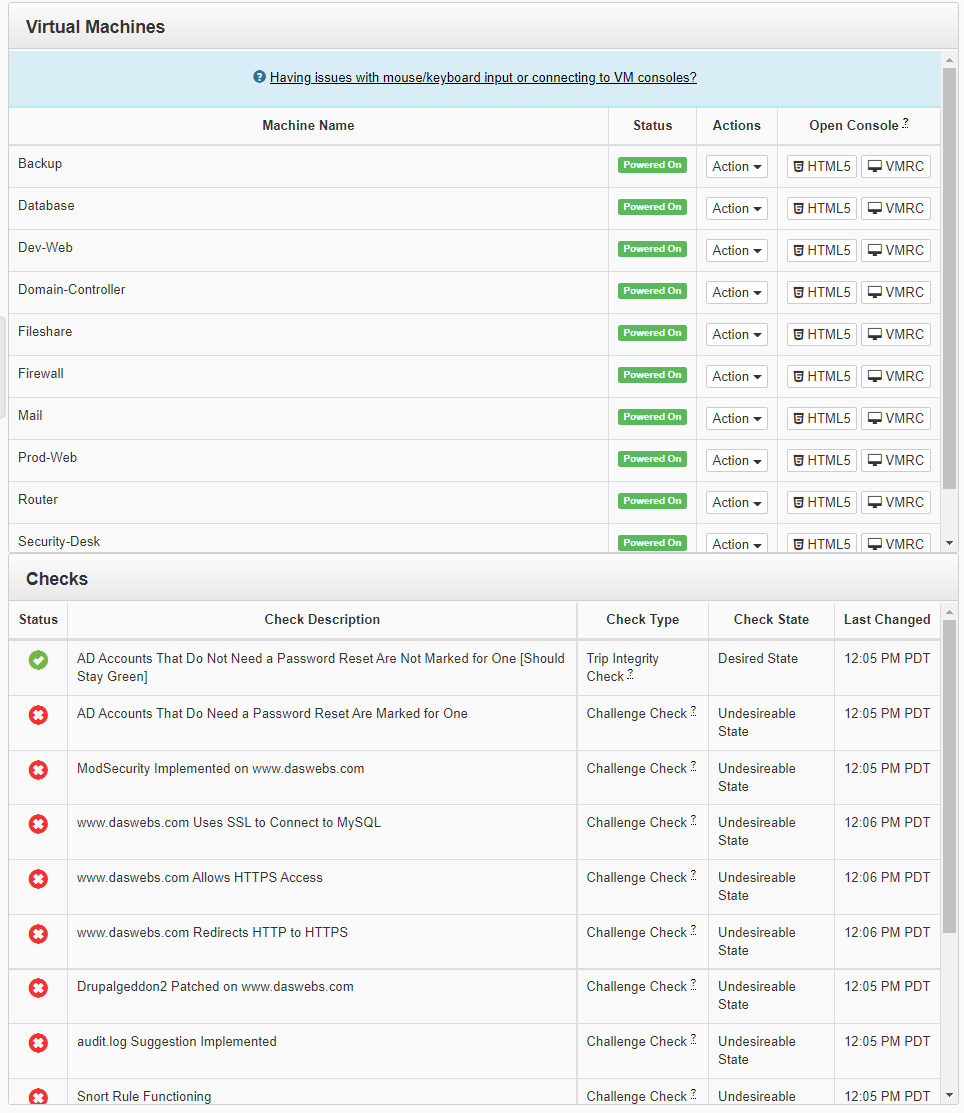 Virtual Machines
Having issues with mouse/keyboard input or connecting to VM consoles?
Machine Name Status Actions Open Console ?
Backup Powered On Action HTML5 VMRC
Database Powered On Action HTML5 VMRC
Dev-Web Powered On Action HTML5 VMRC
Domain-Controller Powered On Action HTML5 VMRC
Fileshare Powered On Action HTML5 VMRC
Firewall Powered On Action HTML5 VMRC
Mail Powered On Action HTML5 VMRC
Prod-Web Powered On Action HTML5 VMRC
Router Powered On Action HTML5 VMRC
Security-Desk Powered On Action HTML5 VMRC
Checks
Status Check Description Check Type Check State Last Changed
AD Accounts That Do Not Need a Password Reset Are Not Marked for One [Should Trip Integrity Desired State 12:05 PM PDT
Stay Green] Check ?
AD Accounts That Do Need a Password Reset Are Marked for One Challenge Check ? Undesireable 12:05 PM PDT
State
ModSecurity Implemented on www.daswebs.com Challenge Check ? Undesireable 12:05 PM PDT
State
www.daswebs.com Uses SSL to Connect to MySQL Challenge Check ? Undesireable 12:06 PM PDT
State
www.daswebs.com Allows HTTPS Access Challenge Check ? Undesireable 12:06 PM PDT
State
www.daswebs.com Redirects HTTP to HTTPS Challenge Check ? Undesireable 12:06 PM PDT
State
Drupalgeddon2 Patched on www.daswebs.com Challenge Check ? Undesireable 12:05 PM PDT
State
audit.log Suggestion Implemented Challenge Check ? Undesireable 12:05 PM PDT
State
Snort Rule Functioning Challenge Check ? Undesireable 12:05 PM PDT